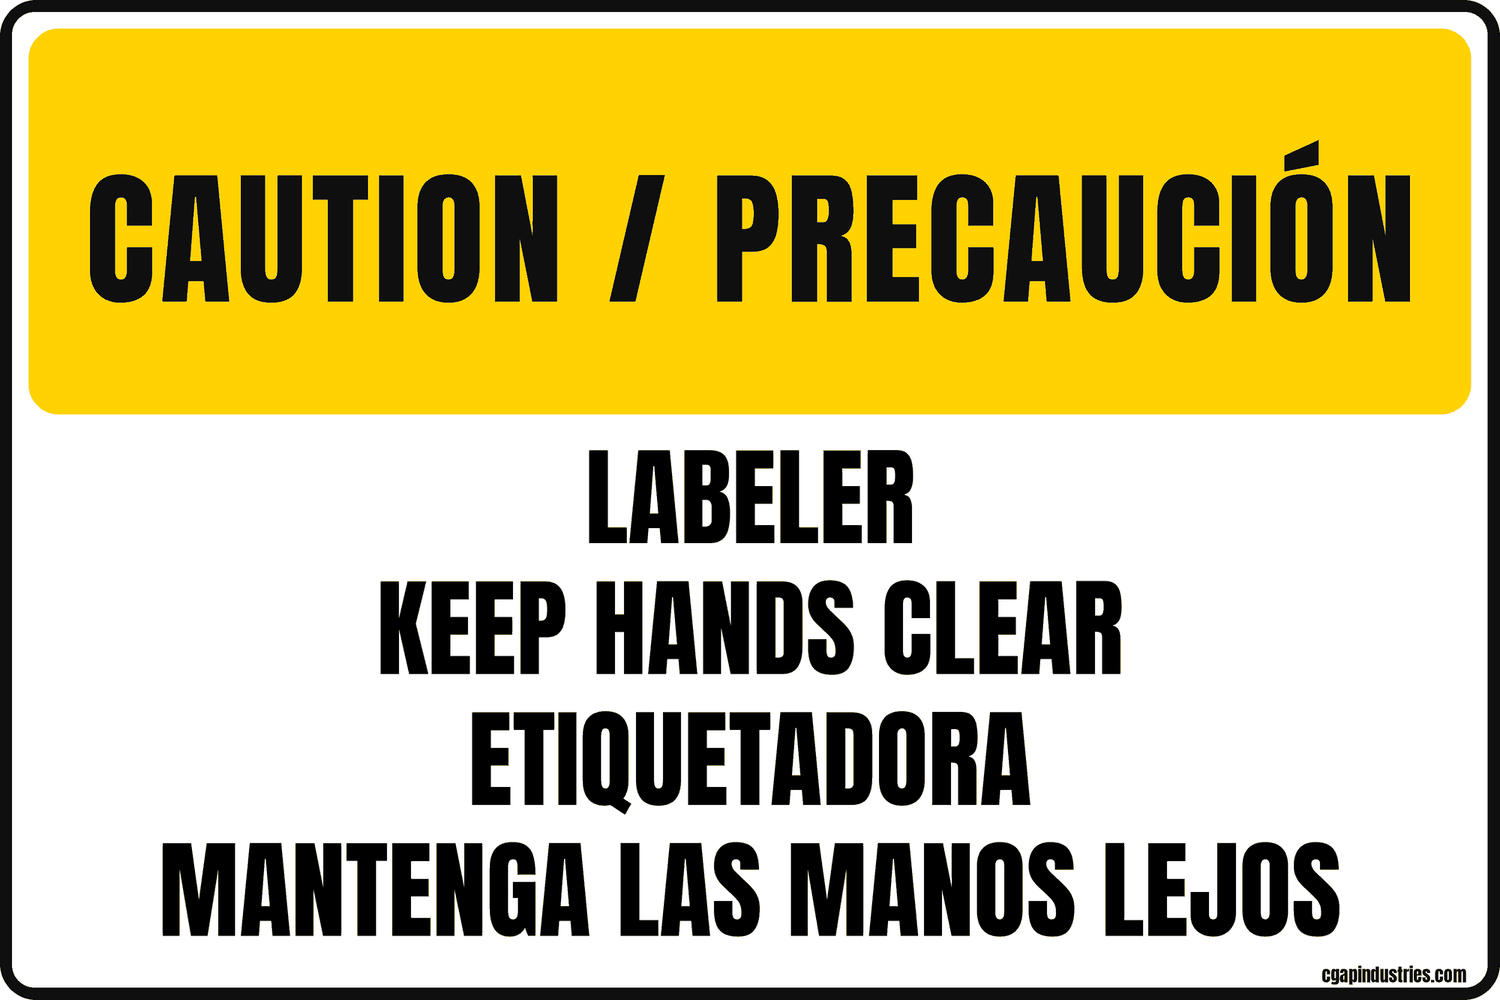 CAUTION / PRECAUCIÓN
LABELER
KEEP HANDS CLEAR
ETIQUETADORA
MANTENGA LAS MANOS LEJOS
cgapindustries.com